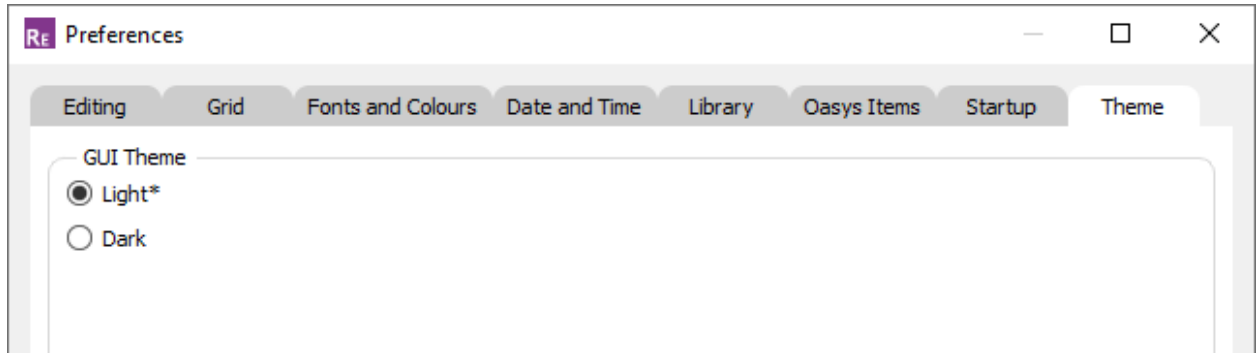 RE Preferences
Editing Grid Fonts and Colours Date and Time Library Oasys Items Startup Theme
GUI Theme
Light*
Dark